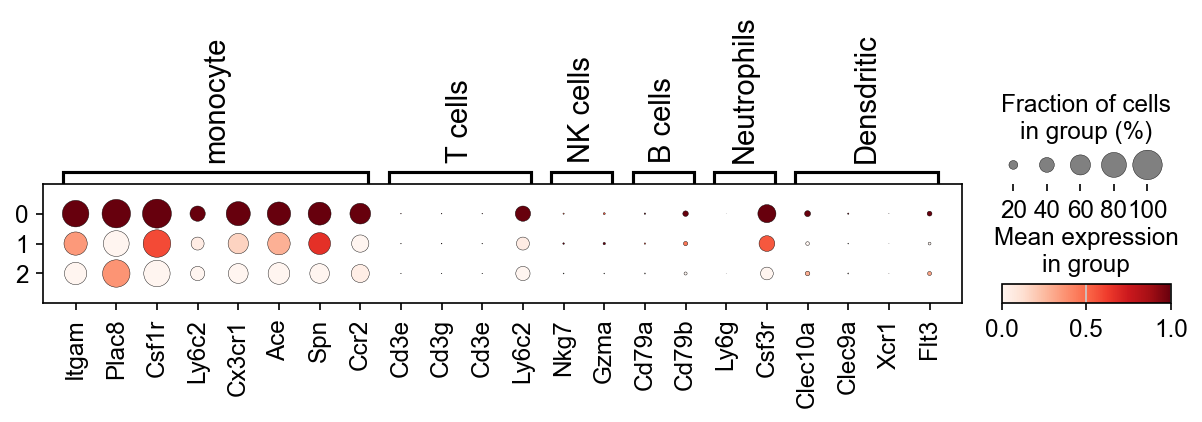 monocyte
T cells
NK cells
B cells
Neutrophils
Densdritic
Fraction of cells
in group (%)
20 40 60 80 100
Mean expression
in group
0.0 0.5 1.0
0
1
2
Itgam
Plac8
Csf1r
Ly6c2
Cx3cr1
Ace
Spn
Ccr2
Cd3e
Cd3g
Cd3e
Ly6c2
Nkg7
Gzma
Cd79a
Cd79b
Ly6g
Csf3r
Clec10a
Clec9a
Xcr1
Flt3